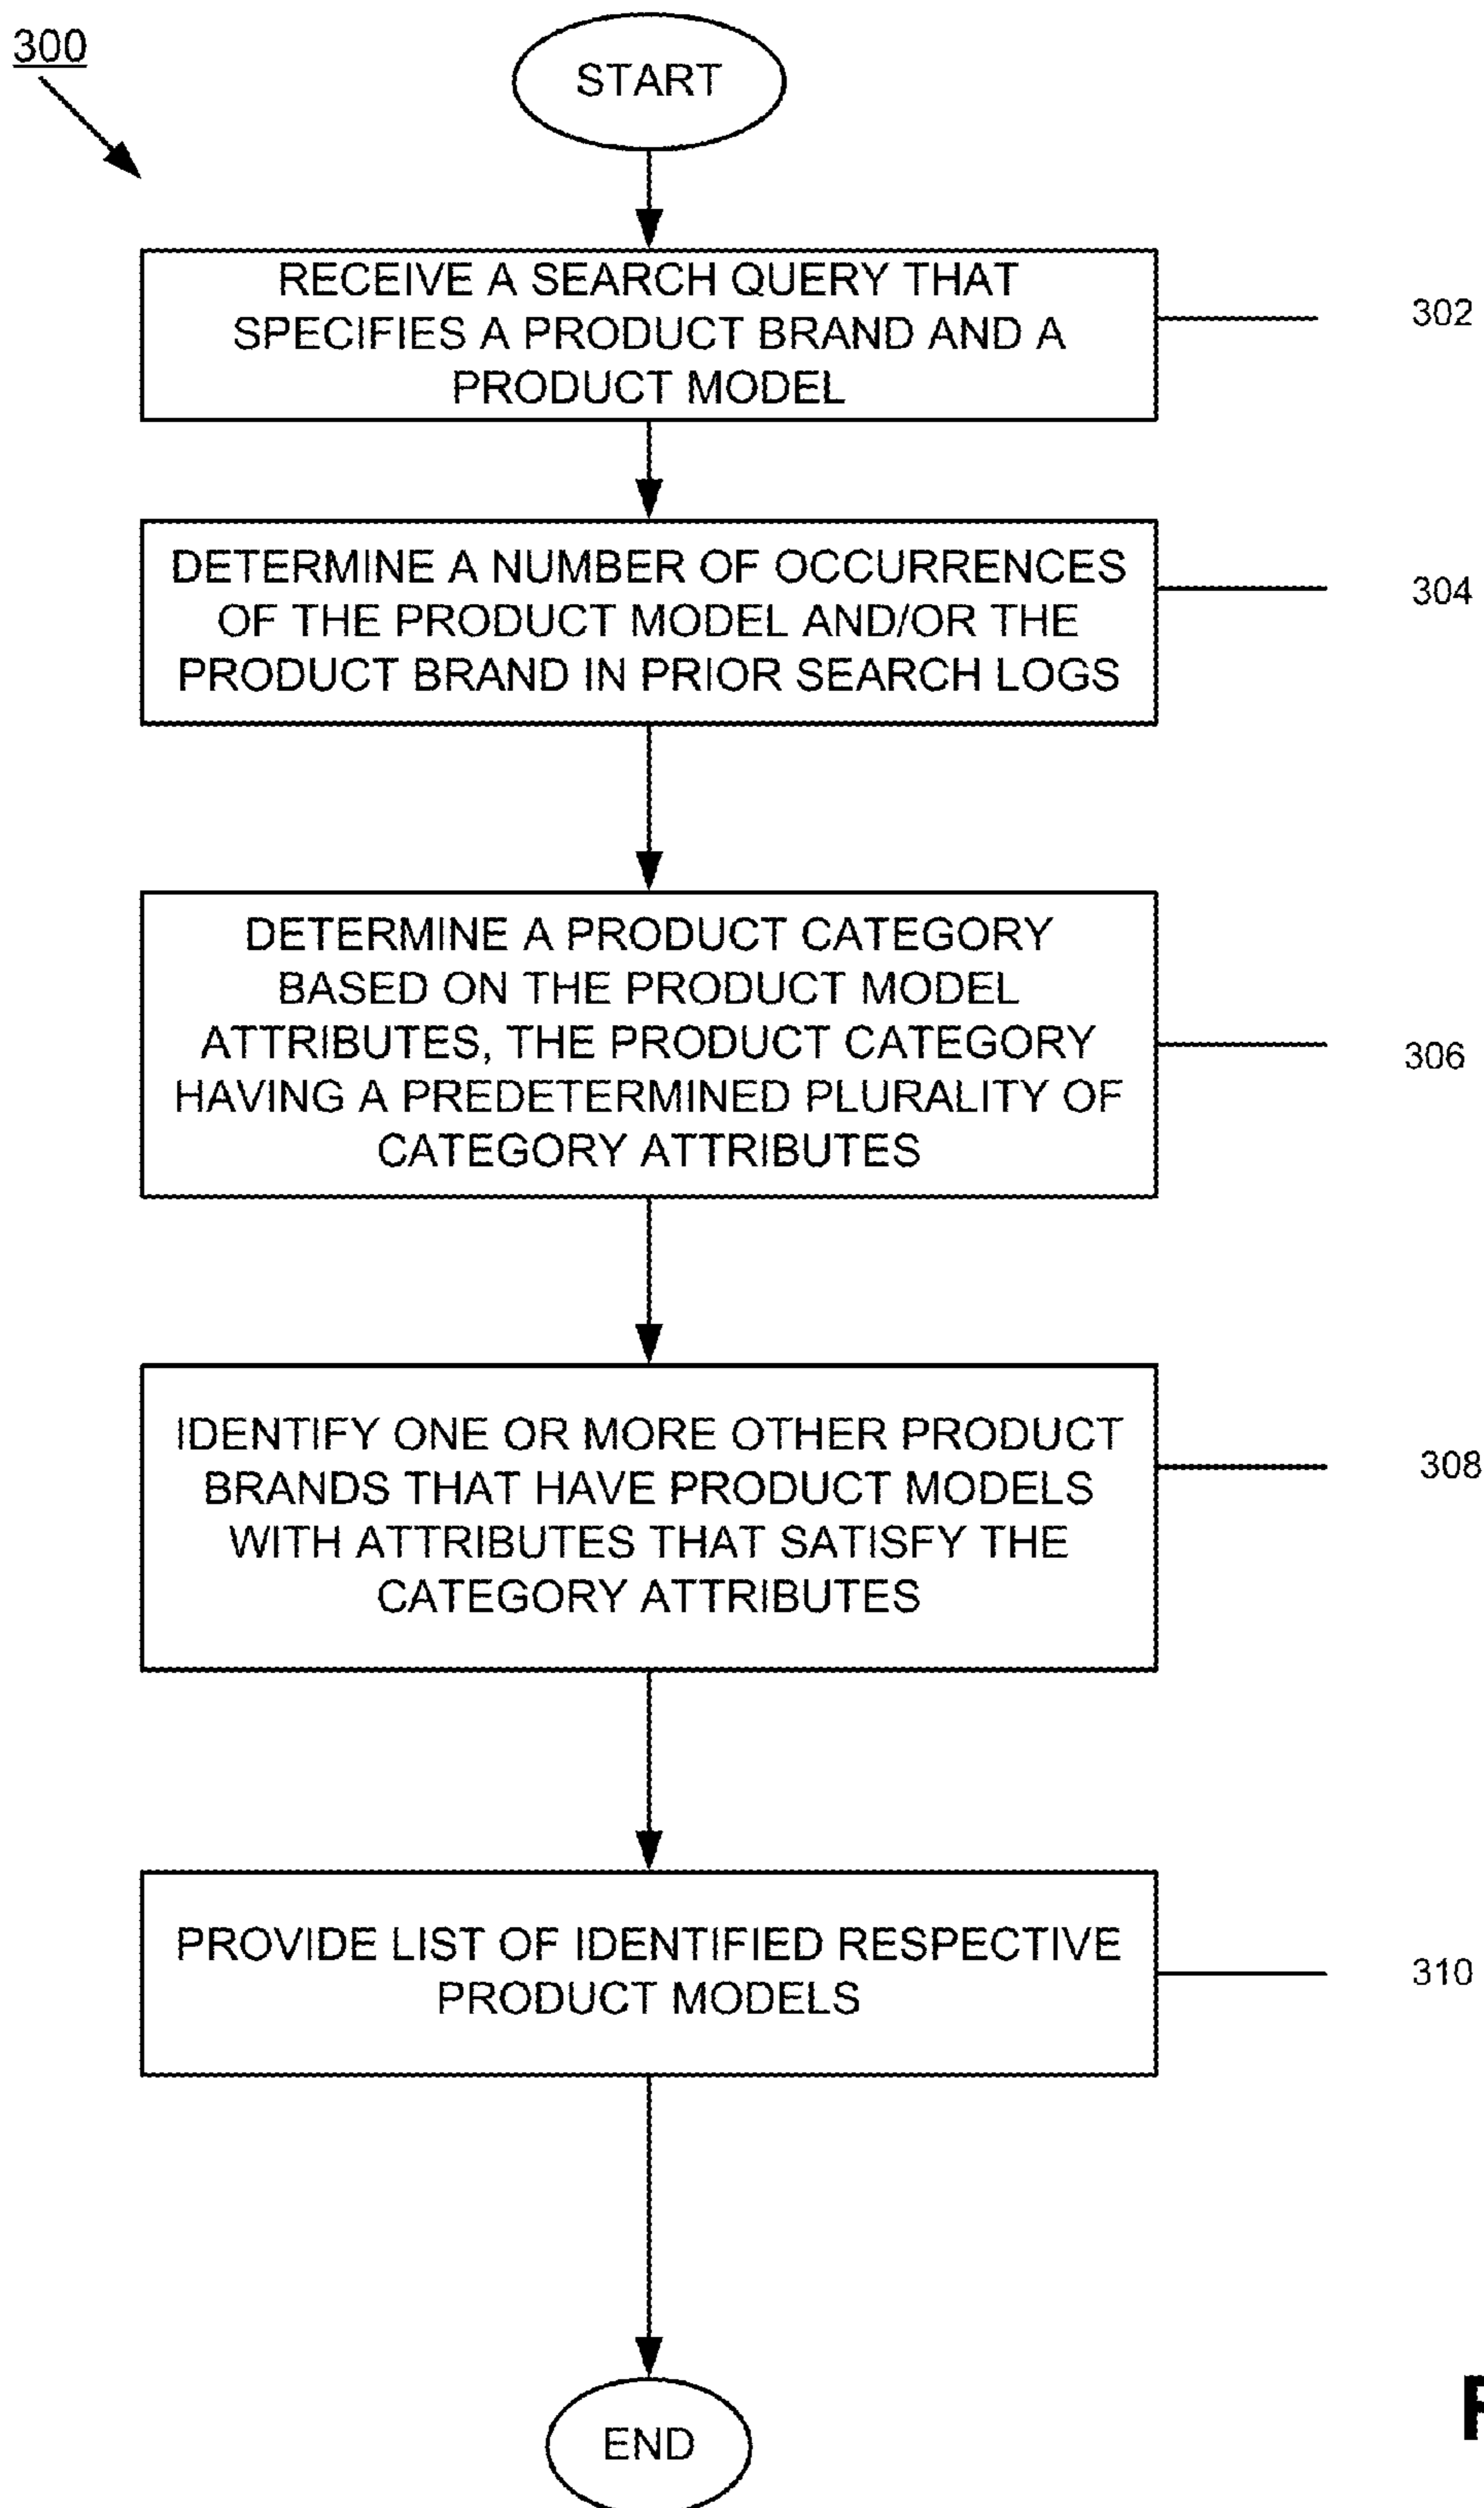 300
START
RECEIVE A SEARCH QUERY THAT
SPECIFIES A PRODUCT BRAND AND A
PRODUCT MODEL
302
DETERMINE A NUMBER OF OCCURRENCES
OF THE PRODUCT MODEL AND/OR THE
PRODUCT BRAND IN PRIOR SEARCH LOGS
304
DETERMINE A PRODUCT CATEGORY
BASED ON THE PRODUCT MODEL
ATTRIBUTES, THE PRODUCT CATEGORY
HAVING A PREDETERMINED PLURALITY OF
CATEGORY ATTRIBUTES
306
IDENTIFY ONE OR MORE OTHER PRODUCT
BRANDS THAT HAVE PRODUCT MODELS
WITH ATTRIBUTES THAT SATISFY THE
CATEGORY ATTRIBUTES
308
PROVIDE LIST OF IDENTIFIED RESPECTIVE
PRODUCT MODELS
310
END